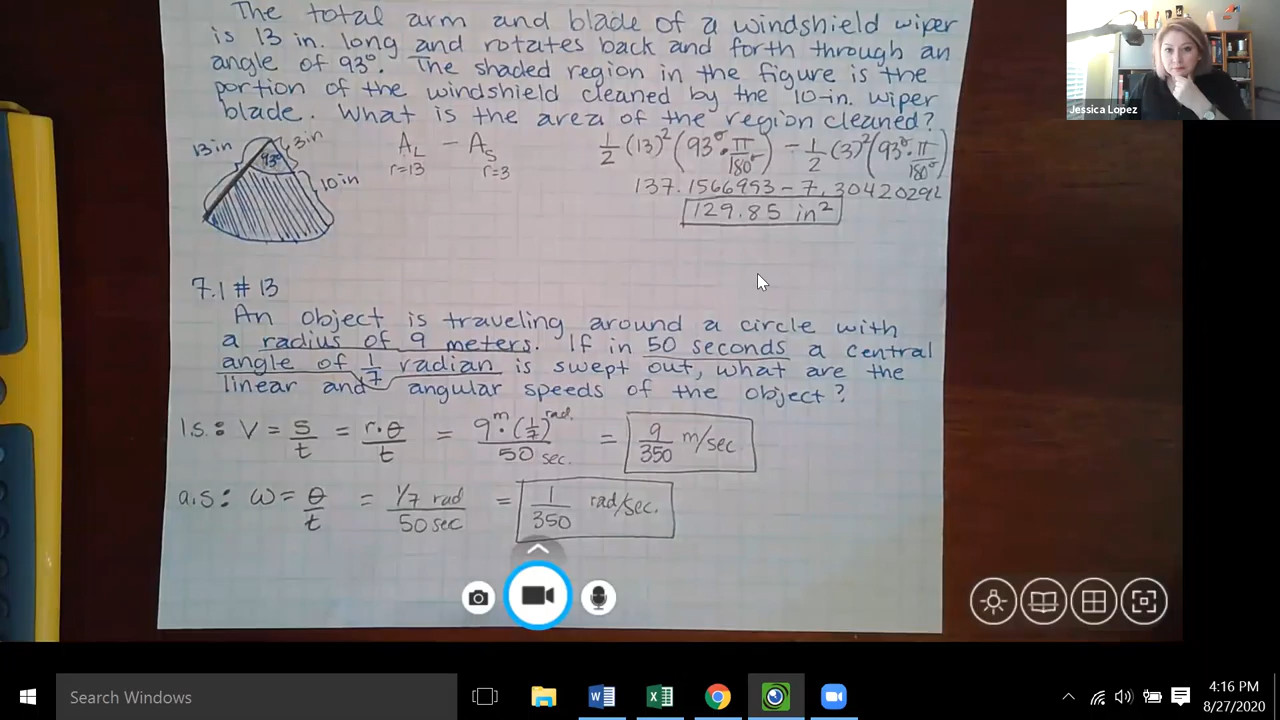 The total arm and blade of a windshield wiper
is 13 in. long and rotates back and forth through an
angle of 93°. The shaded region in the figure is the
portion of the windshield cleaned by the 10-in. wiper
blade. What is the area of the region cleaned?
Jessica Lopez
13 in
3 in
93°
10 in
A_L - A_S
r=13 r=3
1/2 (13)² (93° · π/180°) - 1/2 (3)² (93° · π/180°)
137.1566993 - 7.30420292
129.85 in²
7.1 # 13
An object is traveling around a circle with
a radius of 9 meters. If in 50 seconds a central
angle of 1/7 radian is swept out, what are the
linear and angular speeds of the object?
l.s.: V = s/t = r·θ/t = 9 m · (1/7) rad. / 50 sec. = 9/350 m/sec.
a.s: ω = θ/t = 1/7 rad / 50 sec = 1/350 rad/sec.
Search Windows
4:16 PM
8/27/2020